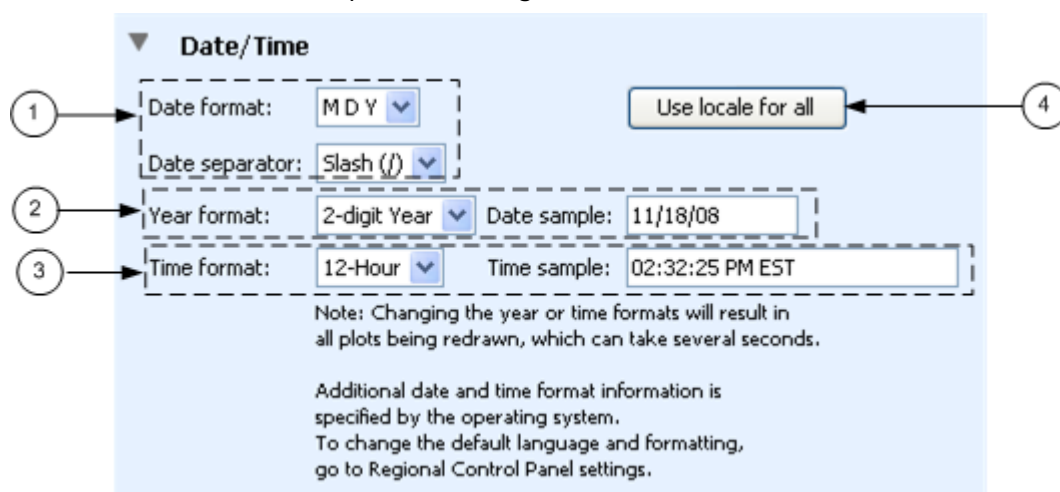 Date/Time
1
Date format: M D Y
Use locale for all
4
Date separator: Slash (/)
2
Year format: 2-digit Year Date sample: 11/18/08
3
Time format: 12-Hour Time sample: 02:32:25 PM EST
Note: Changing the year or time formats will result in
all plots being redrawn, which can take several seconds.
Additional date and time format information is
specified by the operating system.
To change the default language and formatting,
go to Regional Control Panel settings.